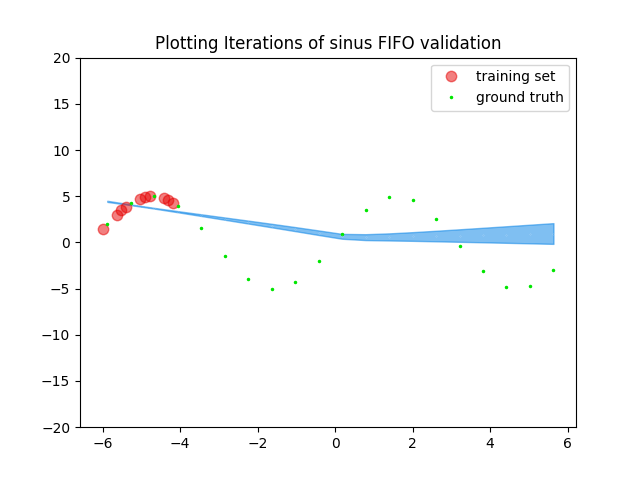 Plotting Iterations of sinus FIFO validation
training set
ground truth
20
15
10
5
0
−5
−10
−15
−20
−6 −4 −2 0 2 4 6